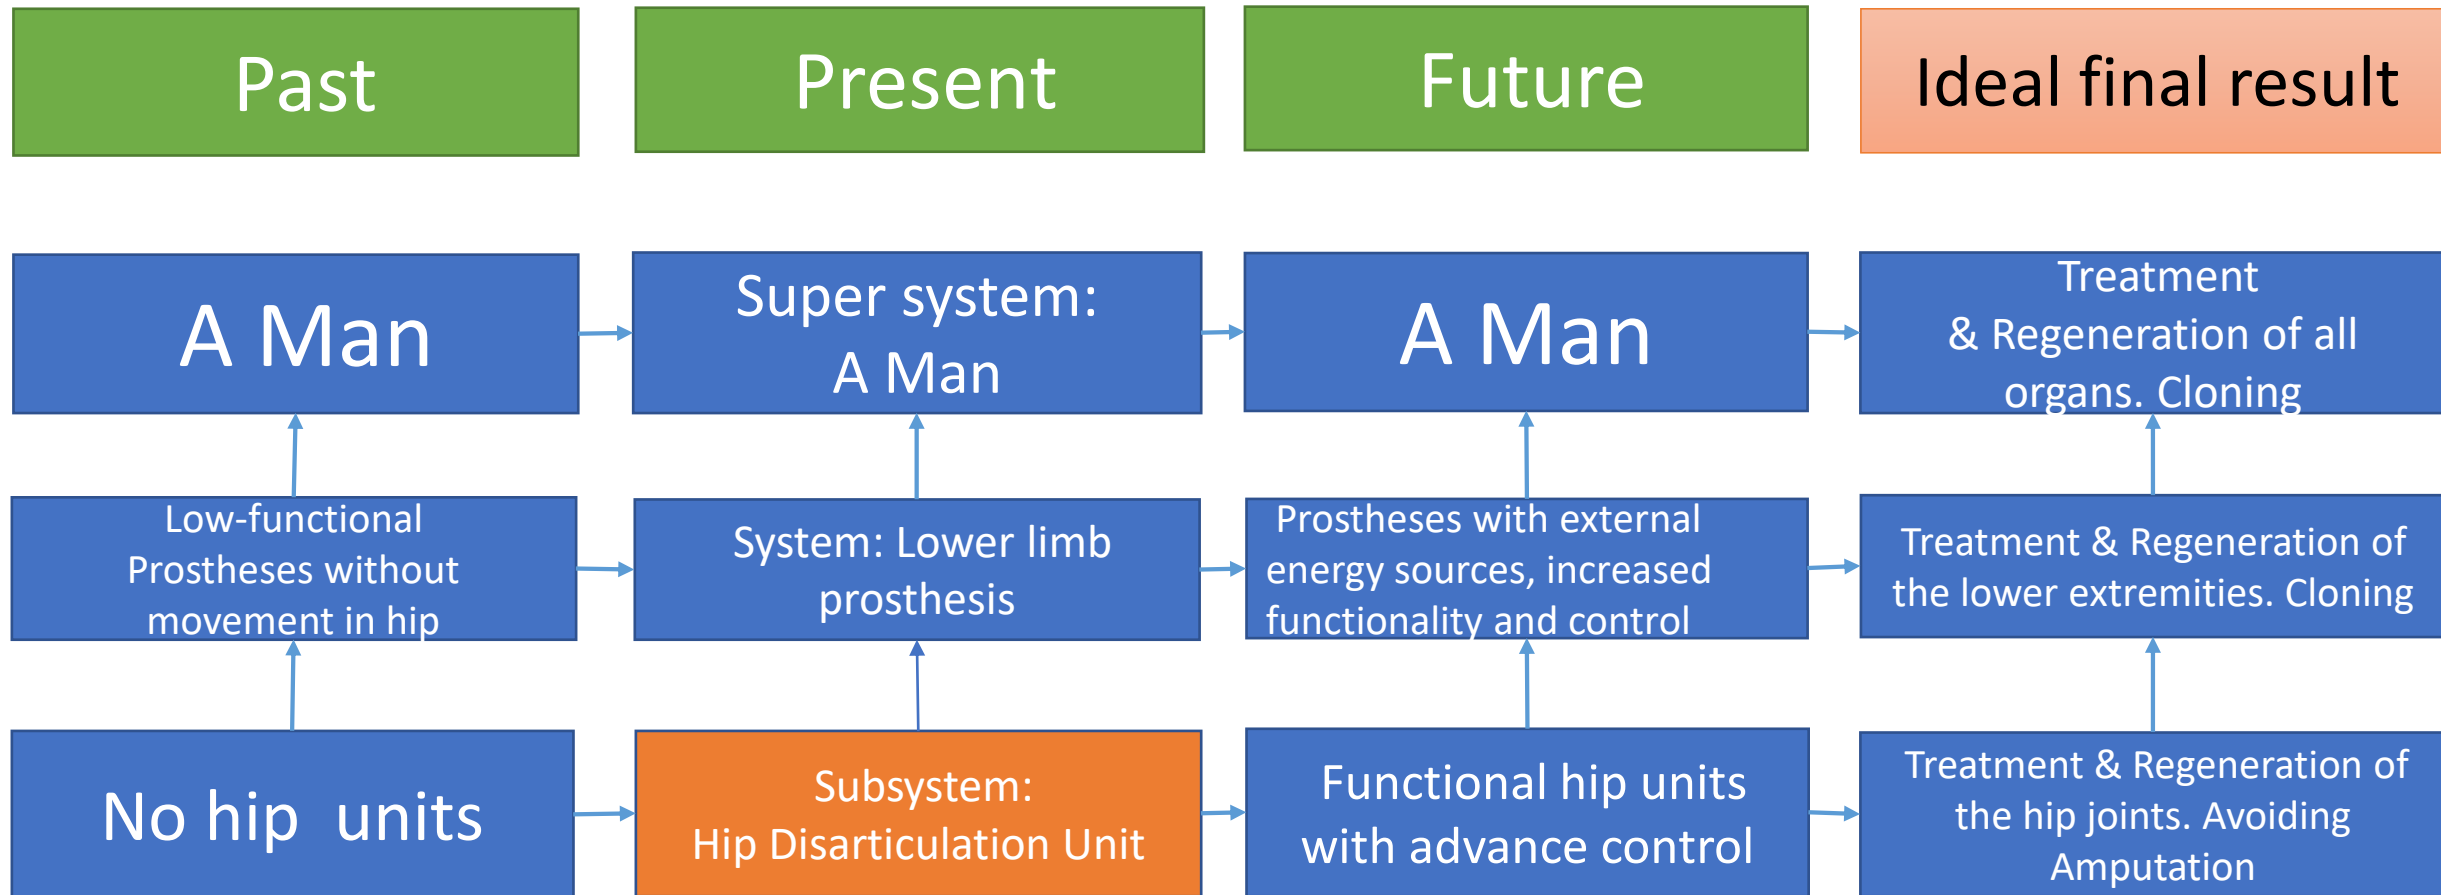 Past
Present
Future
Ideal final result
A Man
Super system:
A Man
A Man
Treatment
& Regeneration of all
organs. Cloning
Low-functional
Prostheses without
movement in hip
System: Lower limb
prosthesis
Prostheses with external
energy sources, increased
functionality and control
Treatment & Regeneration of
the lower extremities. Cloning
No hip units
Subsystem:
Hip Disarticulation Unit
Functional hip units
with advance control
Treatment & Regeneration of
the hip joints. Avoiding
Amputation